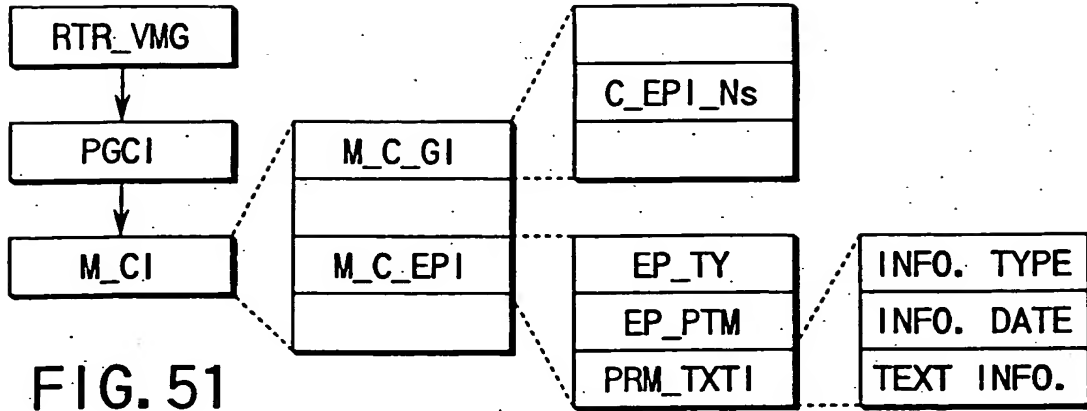 RTR_VMG
PGCI
M_CI
M_C_GI
M_C_EPI
C_EPI_Ns
EP_TY
EP_PTM
PRM_TXTI
INFO. TYPE
INFO. DATE
TEXT INFO.
FIG. 51